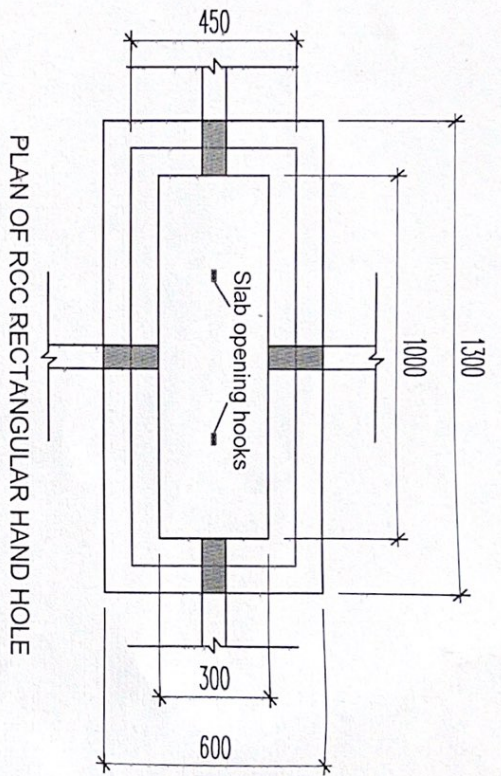 1300
1000
450
Slab opening hooks
300
600
PLAN OF RCC RECTANGULAR HAND HOLE